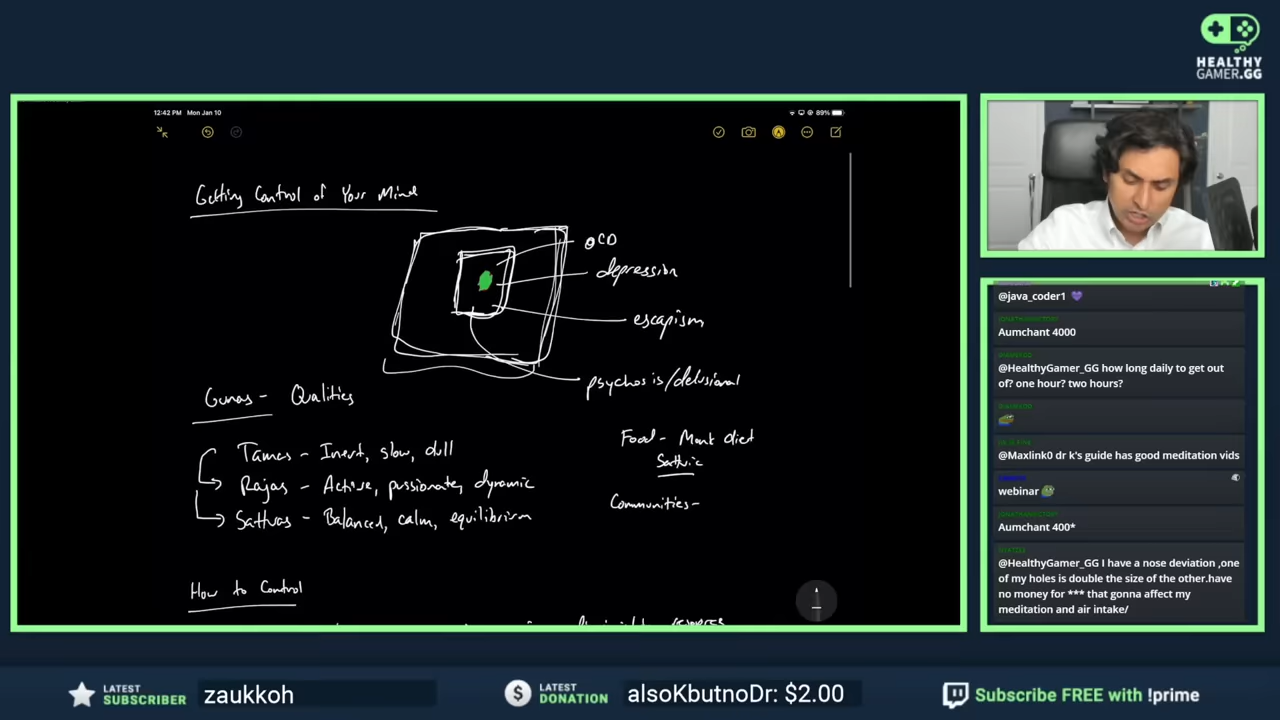 HEALTHY
GAMER.GG
12:42 PM Mon Jan 10
89%
Getting Control of Your Mind
OCD
depression
escapism
psychosis/delusional
Gunas - Qualities
Tamas - Inert, slow, dull
Rajas - Active, passionate, dynamic
Sattvas - Balanced, calm, equilibrium
Food - Monk diet
Sattvic
Communities -
How to Control
resources
@java_coder1
Aumchant 4000
@HealthyGamer_GG how long daily to get out
of? one hour? two hours?
@Maxlink0 dr k's guide has good meditation vids
webinar
Aumchant 400*
@HealthyGamer_GG I have a nose deviation ,one
of my holes is double the size of the other.have
no money for *** that gonna affect my
meditation and air intake/
LATEST
SUBSCRIBER
zaukkoh
$
LATEST
DONATION
alsoKbutnoDr: $2.00
Subscribe FREE with !prime